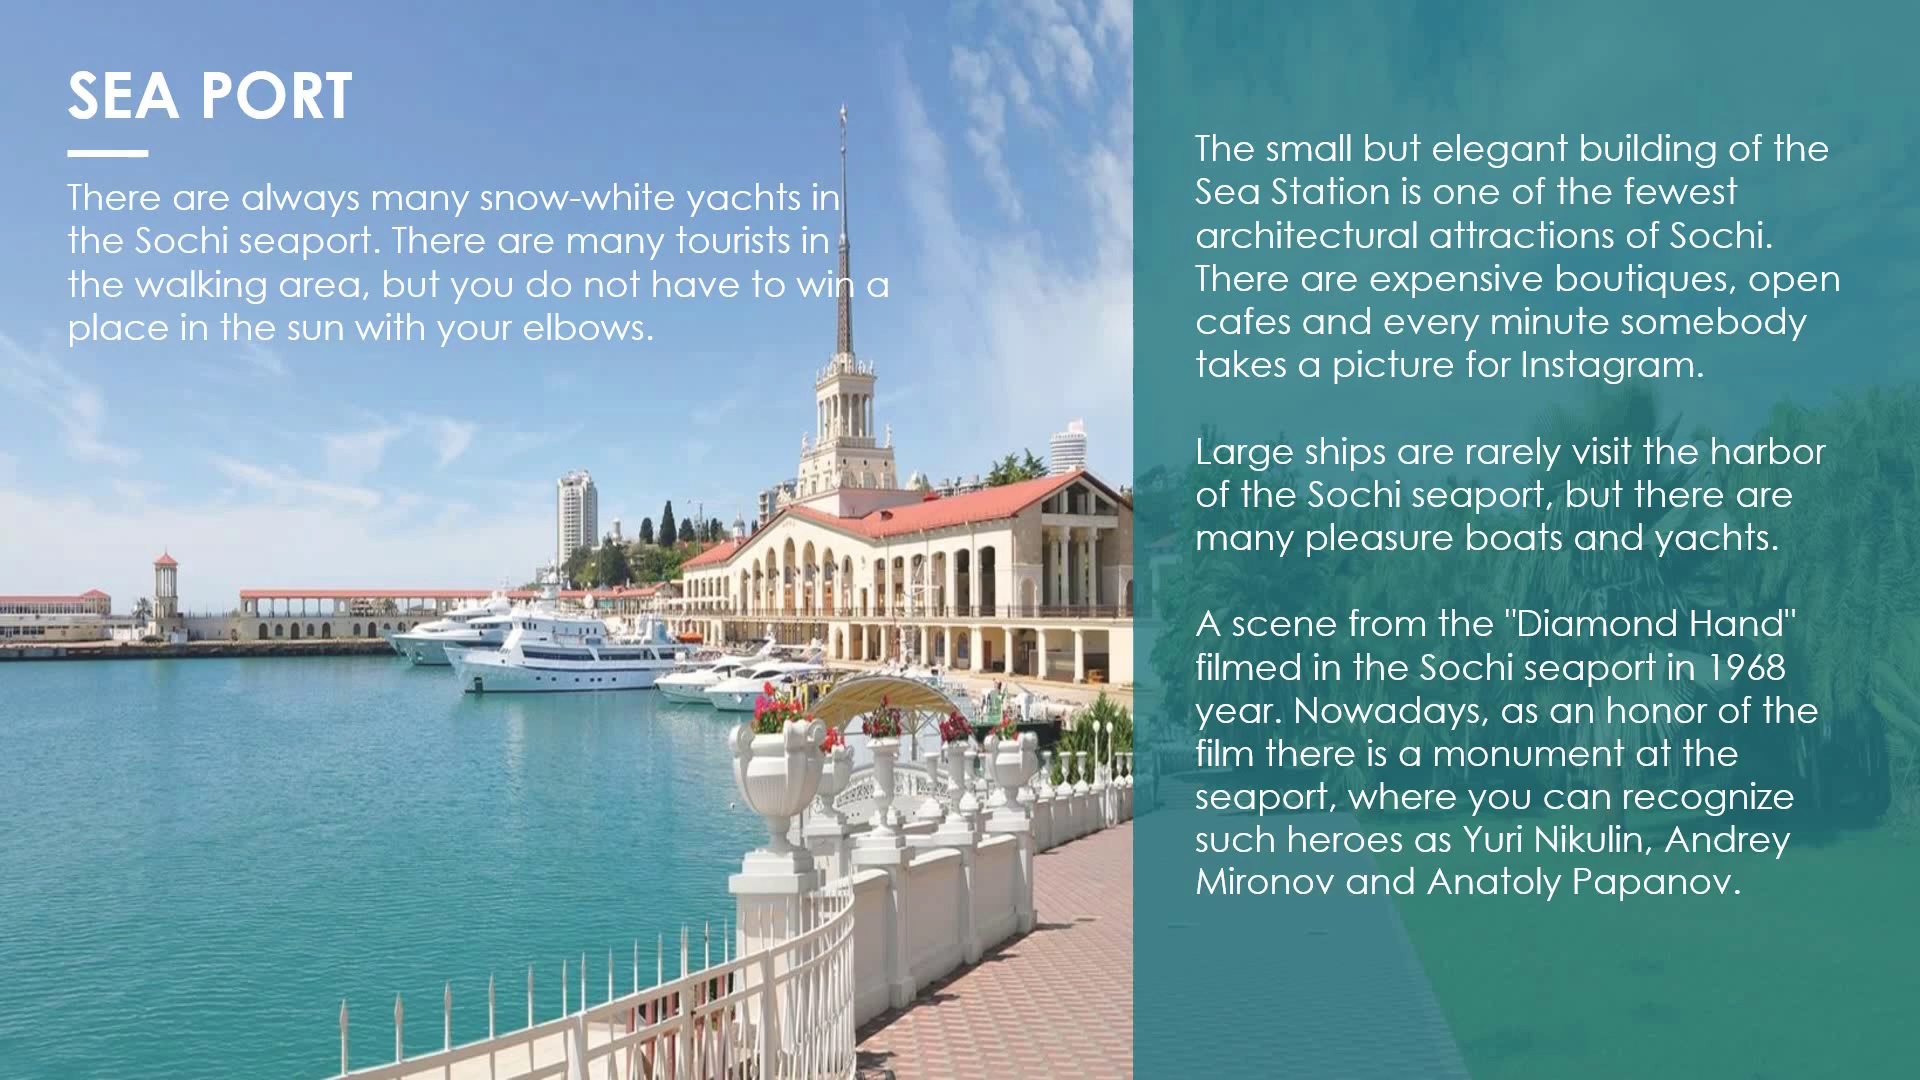 SEA PORT
There are always many snow-white yachts in
the Sochi seaport. There are many tourists in
the walking area, but you do not have to win a
place in the sun with your elbows.
The small but elegant building of the
Sea Station is one of the fewest
architectural attractions of Sochi.
There are expensive boutiques, open
cafes and every minute somebody
takes a picture for Instagram.
Large ships are rarely visit the harbor
of the Sochi seaport, but there are
many pleasure boats and yachts.
A scene from the "Diamond Hand"
filmed in the Sochi seaport in 1968
year. Nowadays, as an honor of the
film there is a monument at the
seaport, where you can recognize
such heroes as Yuri Nikulin, Andrey
Mironov and Anatoly Papanov.